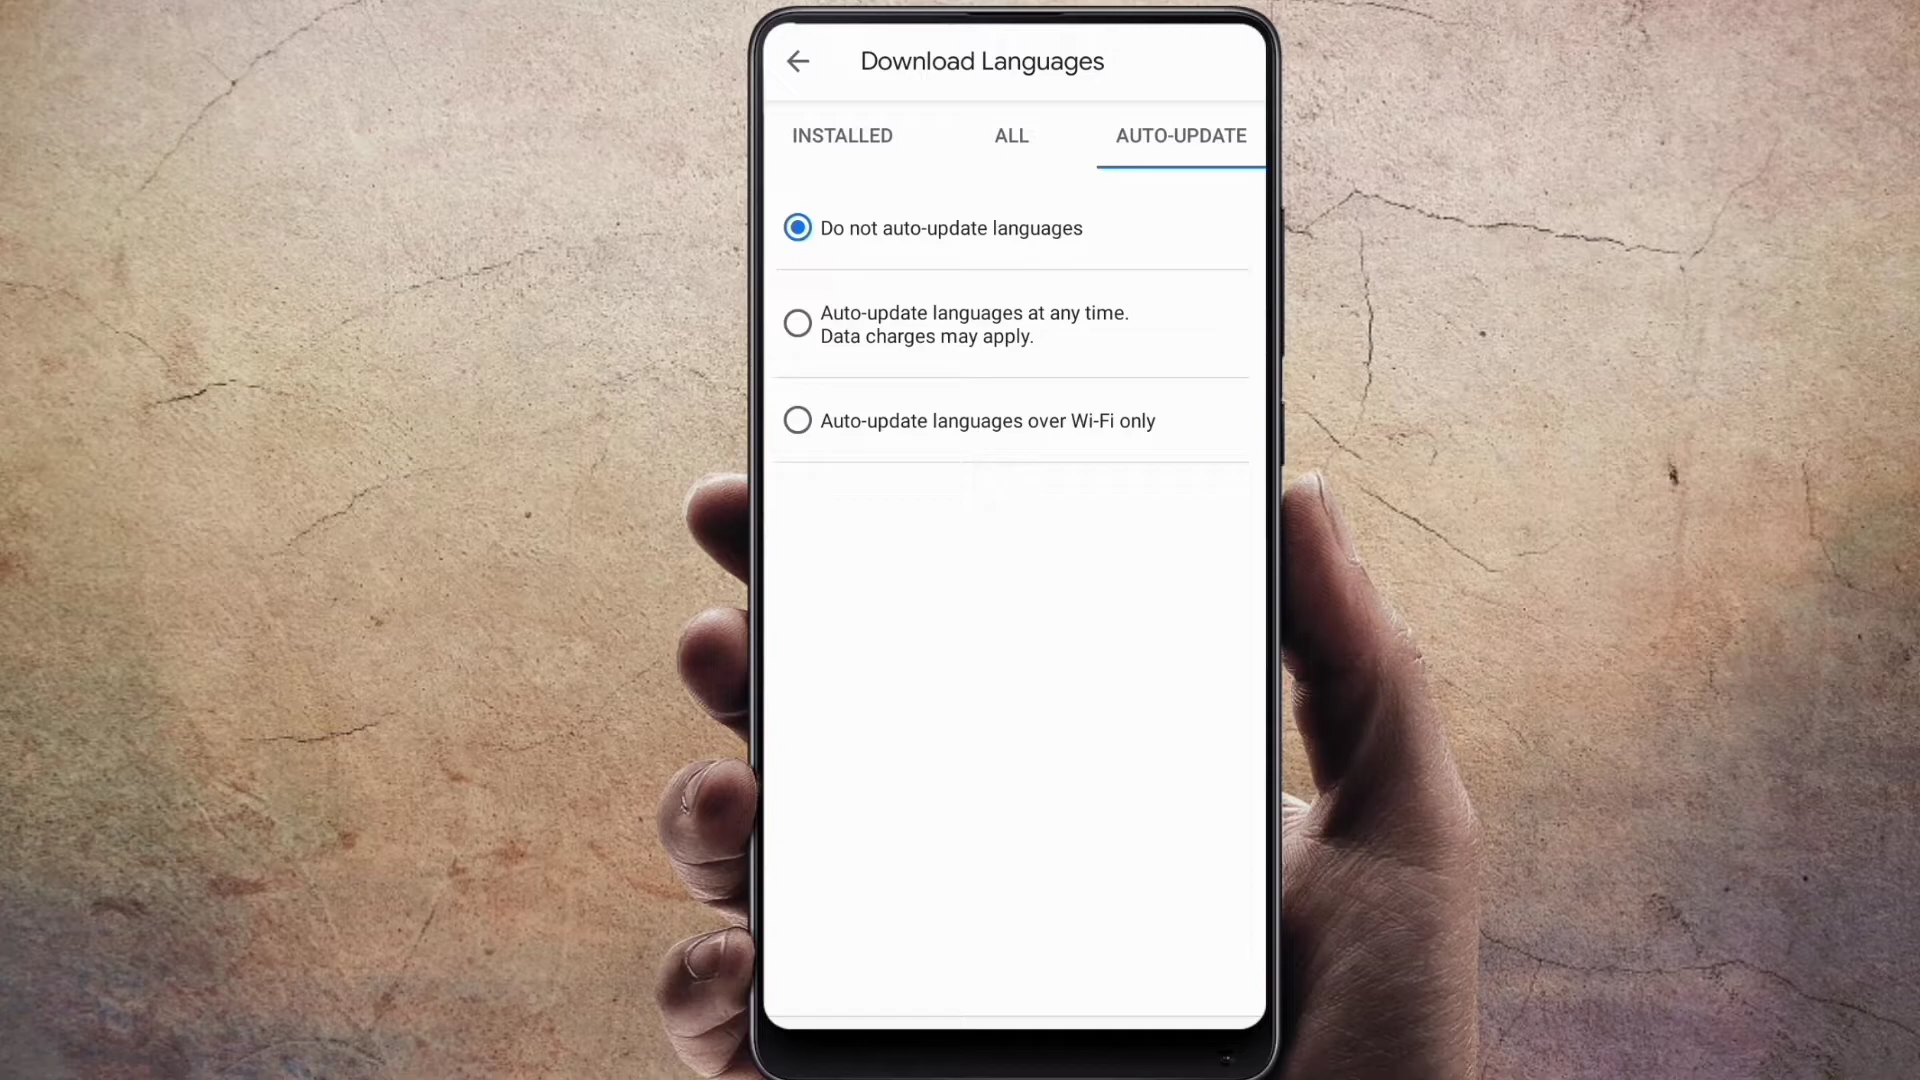 Download Languages
INSTALLED ALL AUTO-UPDATE
Do not auto-update languages
Auto-update languages at any time.
Data charges may apply.
Auto-update languages over Wi-Fi only